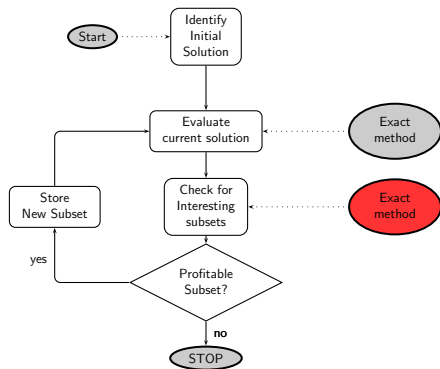 Identify
Initial
Solution
Start
Evaluate
current solution
Exact
method
Check for
Interesting
subsets
Exact
method
Store
New Subset
yes
Profitable
Subset?
no
STOP